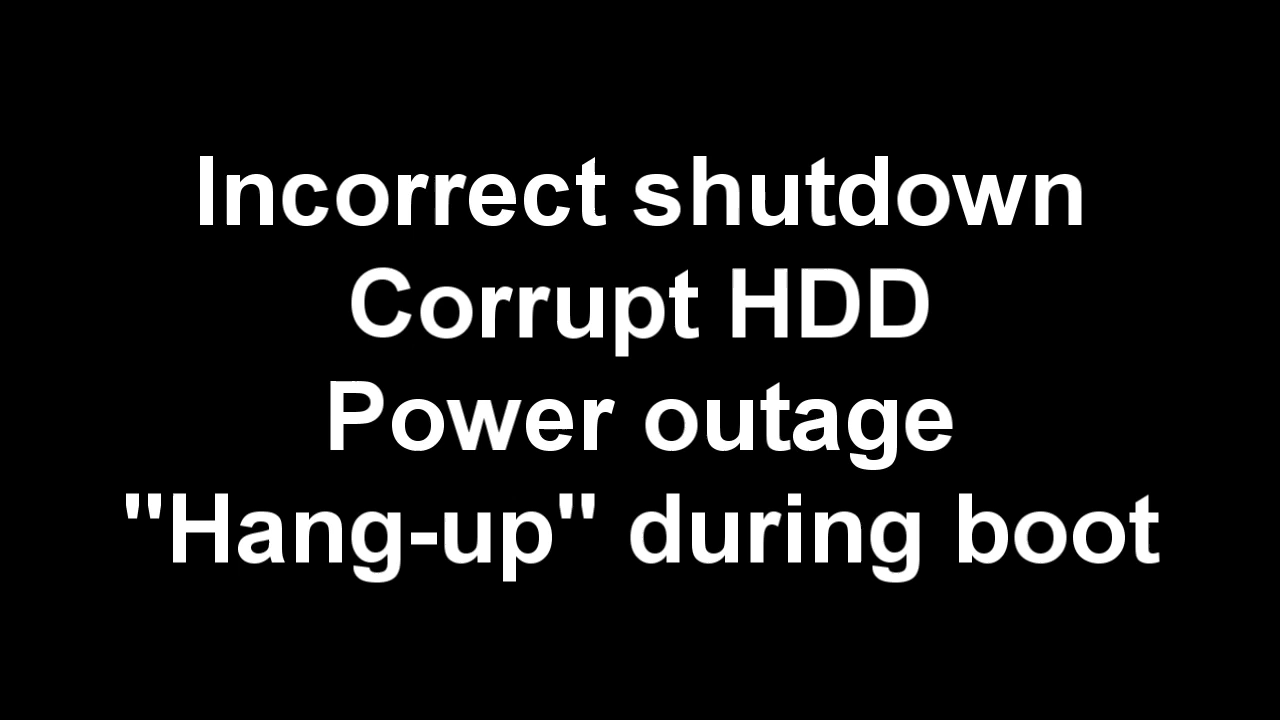 Incorrect shutdown
Corrupt HDD
Power outage
"Hang-up" during boot